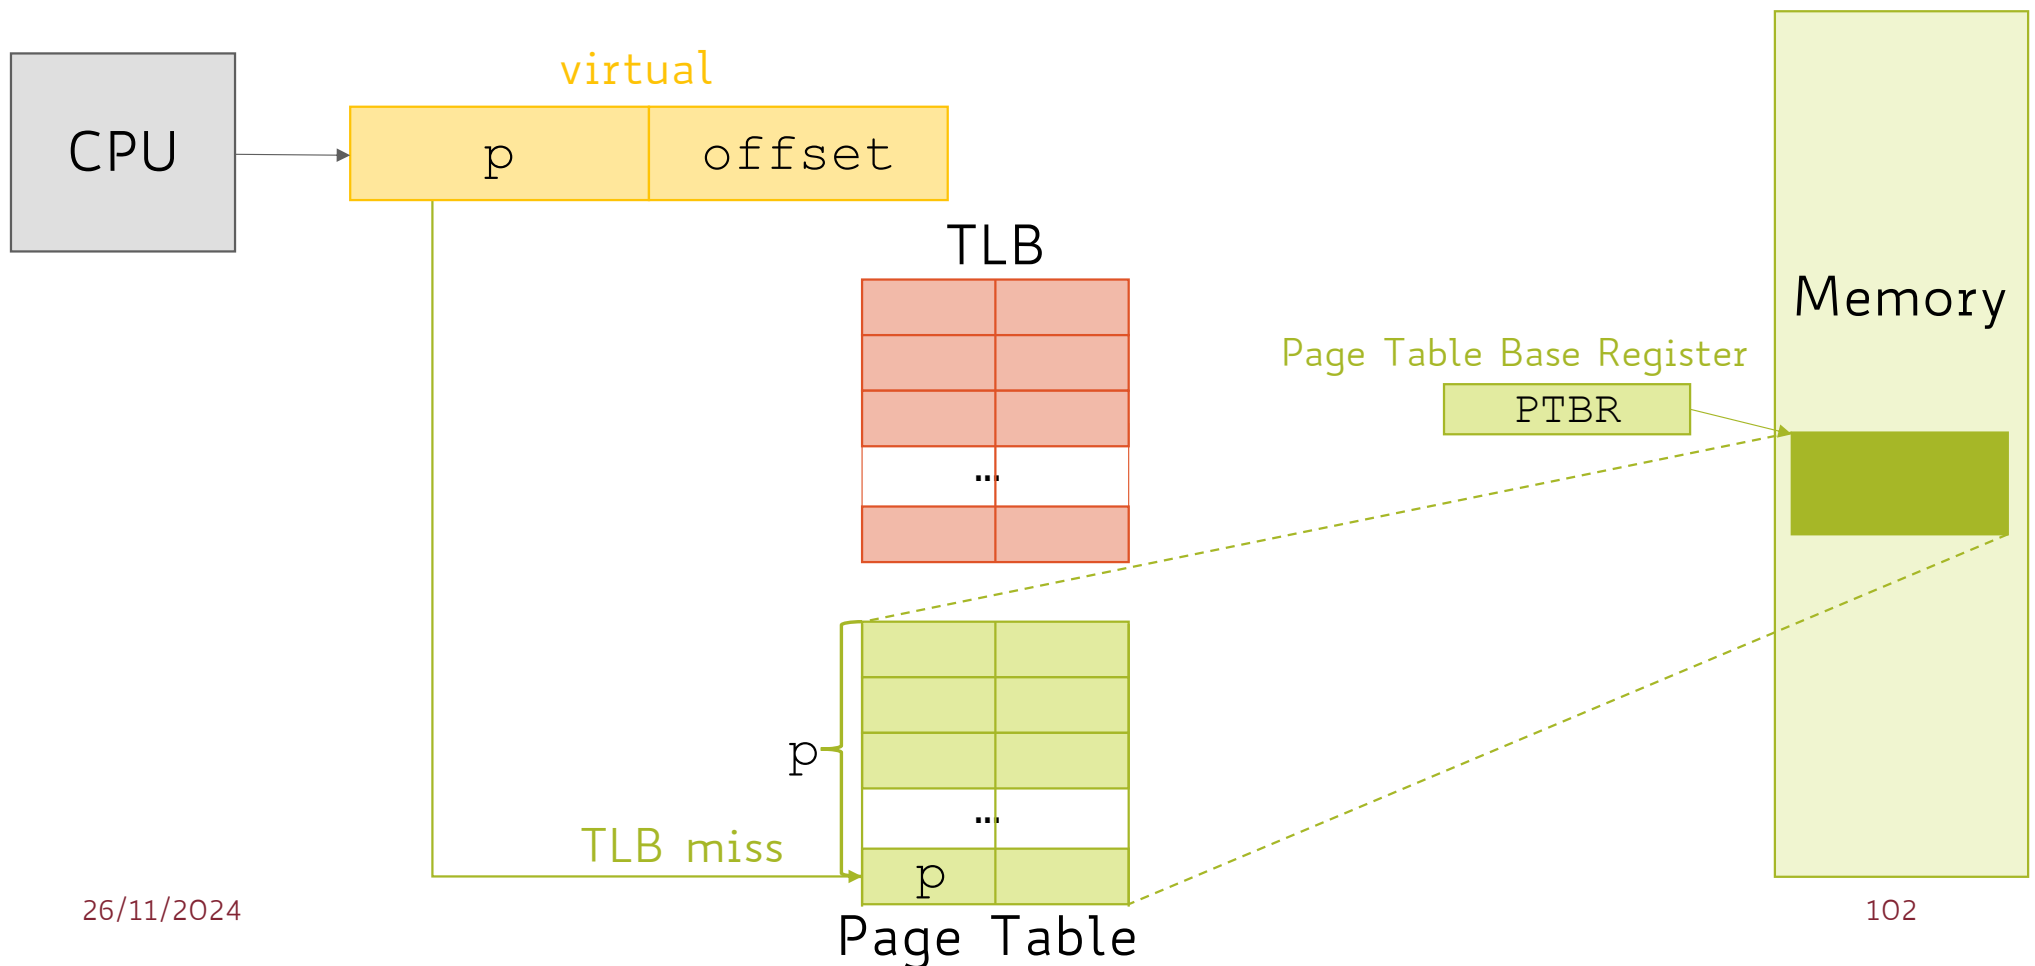 virtual
CPU
p
offset
TLB
Memory
Page Table Base Register
PTBR
…
p
…
TLB miss
p
Page Table
26/11/2024
102